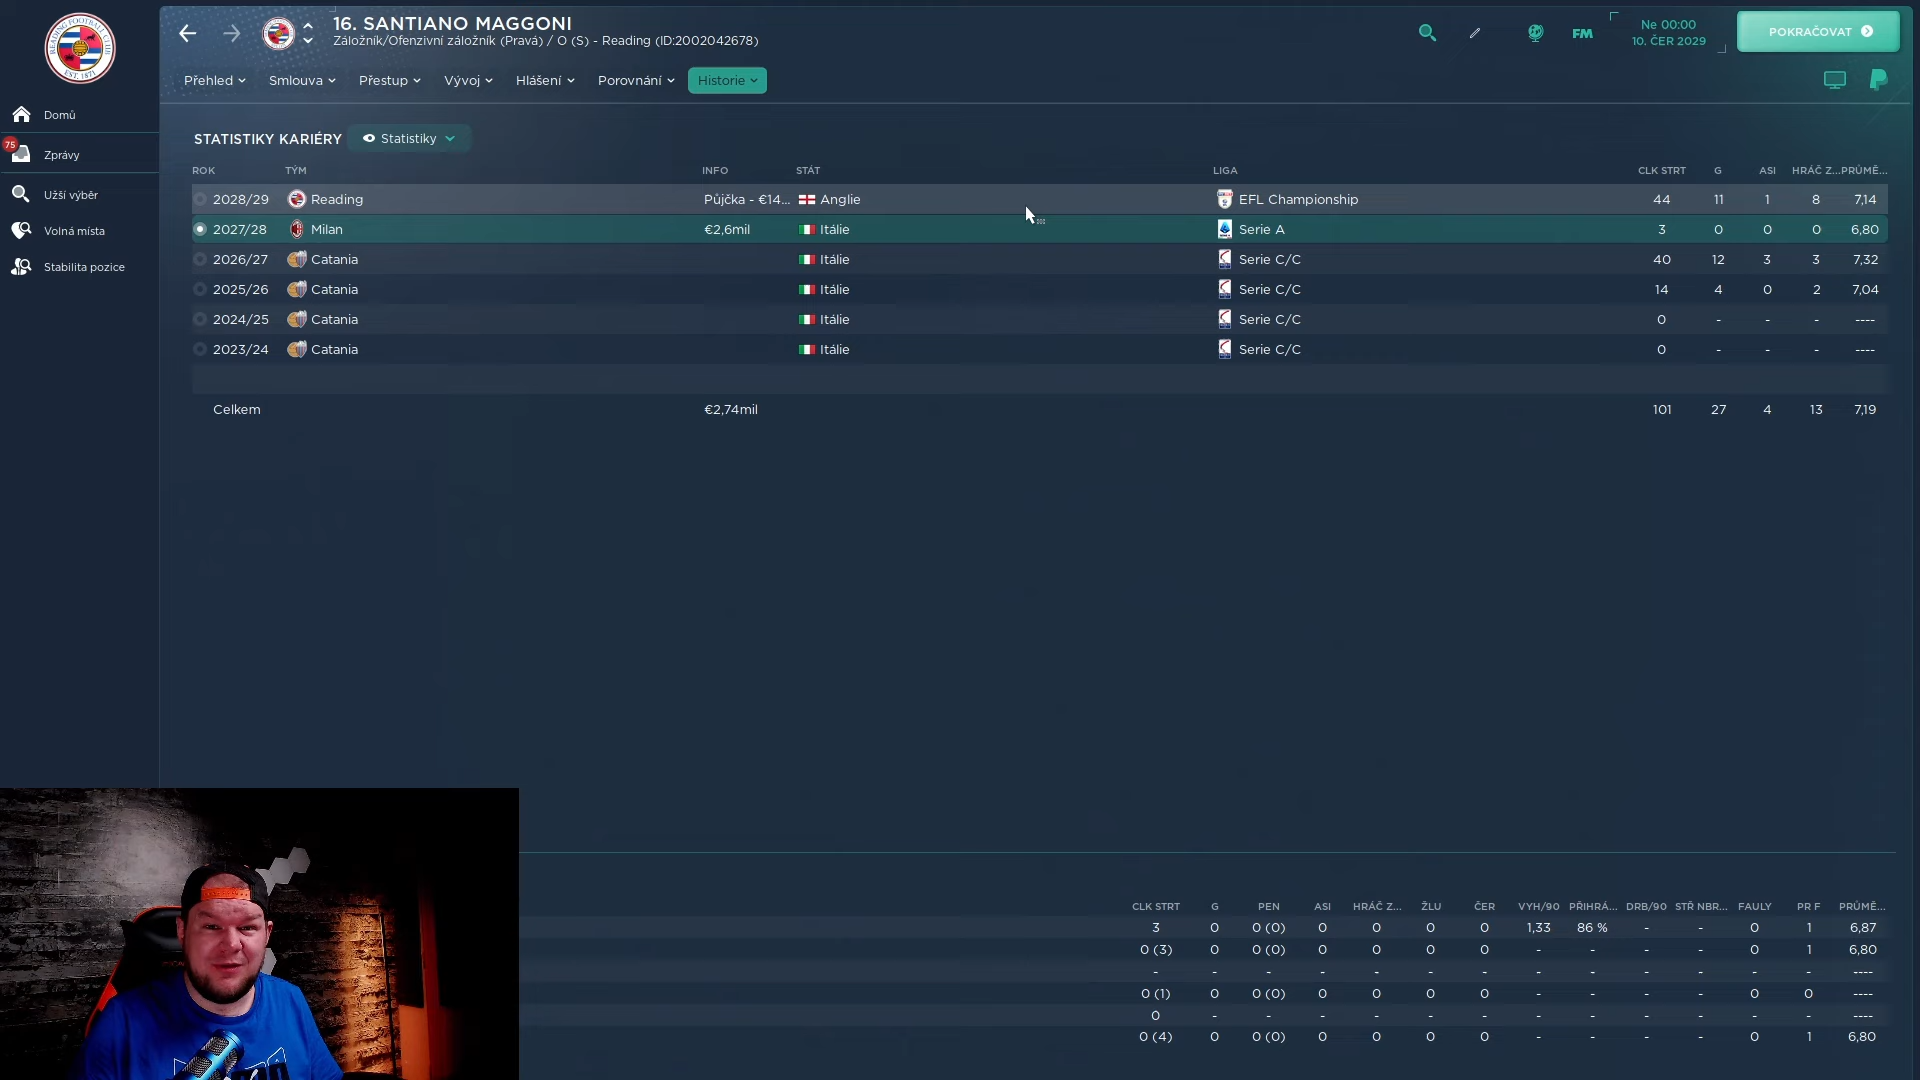 16. SANTIANO MAGGONI
Záložník/Ofenzivní záložník (Pravá) / O (S) - Reading (ID:2002042678)
FM
Ne 00:00
10. ČER 2029
POKRAČOVAT
Přehled Smlouva Přestup Vývoj Hlášení Porovnání Historie
READING FOOTBALL CLUB
EST. 1871
Domů
75
Zprávy
Užší výběr
Volná místa
Stabilita pozice
STATISTIKY KARIÉRY Statistiky
ROK TÝM INFO STÁT LIGA CLK STRT G ASI HRÁČ Z... PRŮMĚ...
2028/29 Reading Půjčka - €14... Anglie EFL Championship 44 11 1 8 7,14
2027/28 Milan €2,6mil Itálie Serie A 3 0 0 0 6,80
2026/27 Catania Itálie Serie C/C 40 12 3 3 7,32
2025/26 Catania Itálie Serie C/C 14 4 0 2 7,04
2024/25 Catania Itálie Serie C/C 0 - - - ----
2023/24 Catania Itálie Serie C/C 0 - - - ----
Celkem €2,74mil 101 27 4 13 7,19
CLK STRT G PEN ASI HRÁČ Z... ŽLU ČER VYH/90 PŘIHRÁ... DRB/90 STŘ NBR... FAULY PR F PRŮMĚ...
3 0 0 (0) 0 0 0 0 1,33 86 % - - 0 1 6,87
0 (3) 0 0 (0) 0 0 0 0 - - - - 0 1 6,80
- - - - - - - - - - - - - ----
0 (1) 0 0 (0) 0 0 0 0 - - - - 0 0 ----
0 - - - - - - - - - - - - ----
0 (4) 0 0 (0) 0 0 0 0 - - - - 0 1 6,80